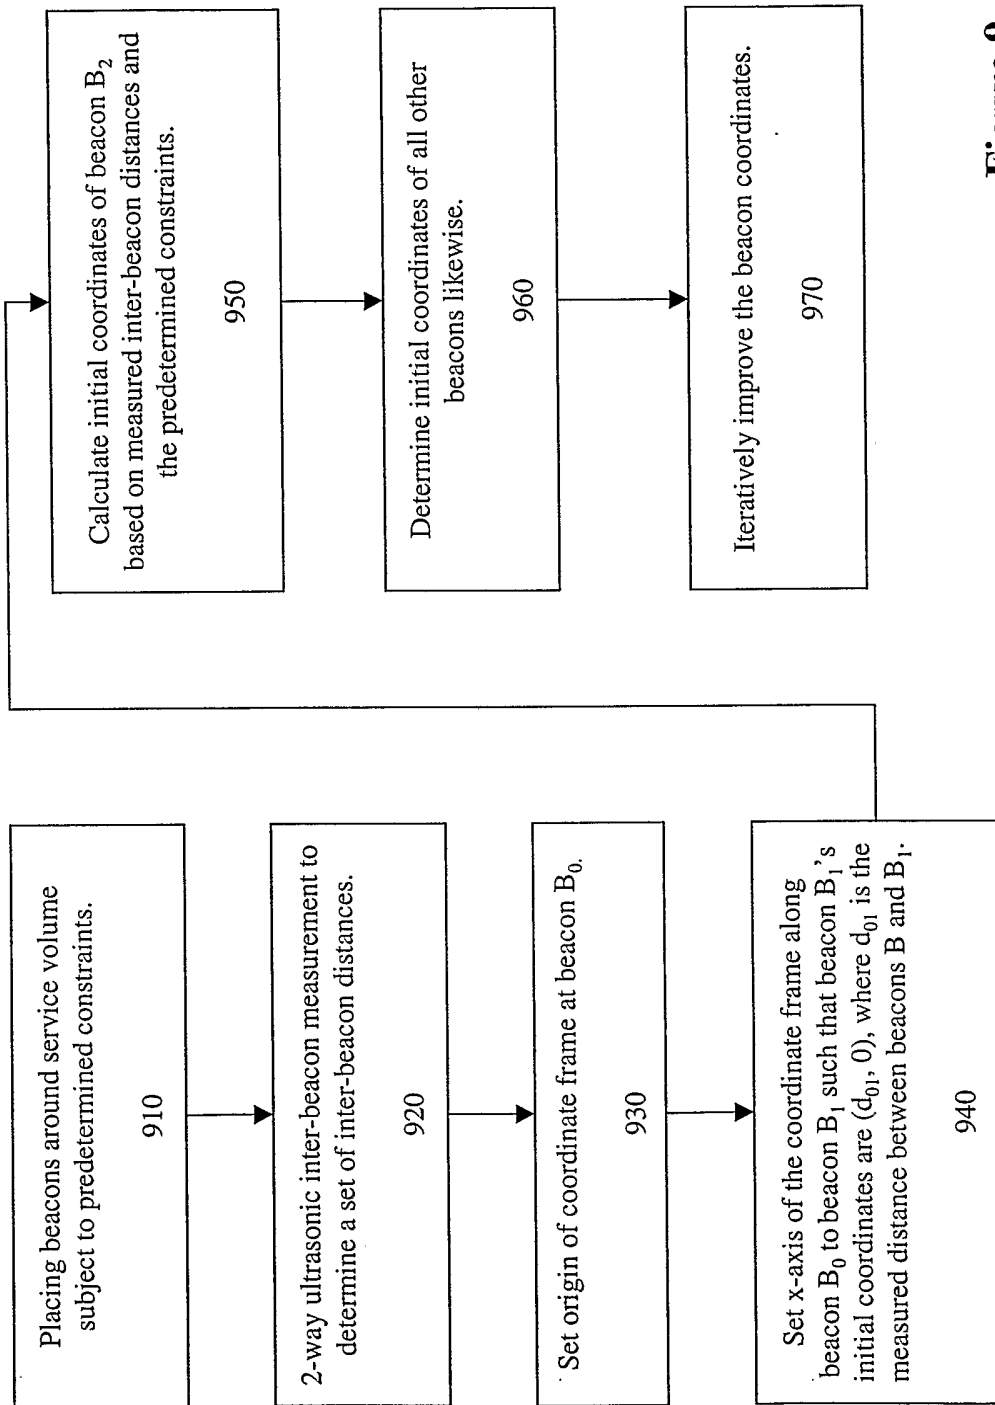 Placing beacons around service volume
subject to predetermined constraints.
910
2-way ultrasonic inter-beacon measurement to
determine a set of inter-beacon distances.
920
Set origin of coordinate frame at beacon B0.
930
Set x-axis of the coordinate frame along
beacon B0 to beacon B1 such that beacon B1's
initial coordinates are (d01, 0), where d01 is the
measured distance between beacons B and B1.
940
Calculate initial coordinates of beacon B2
based on measured inter-beacon distances and
the predetermined constraints.
950
Determine initial coordinates of all other
beacons likewise.
960
Iteratively improve the beacon coordinates.
970
Figure 9